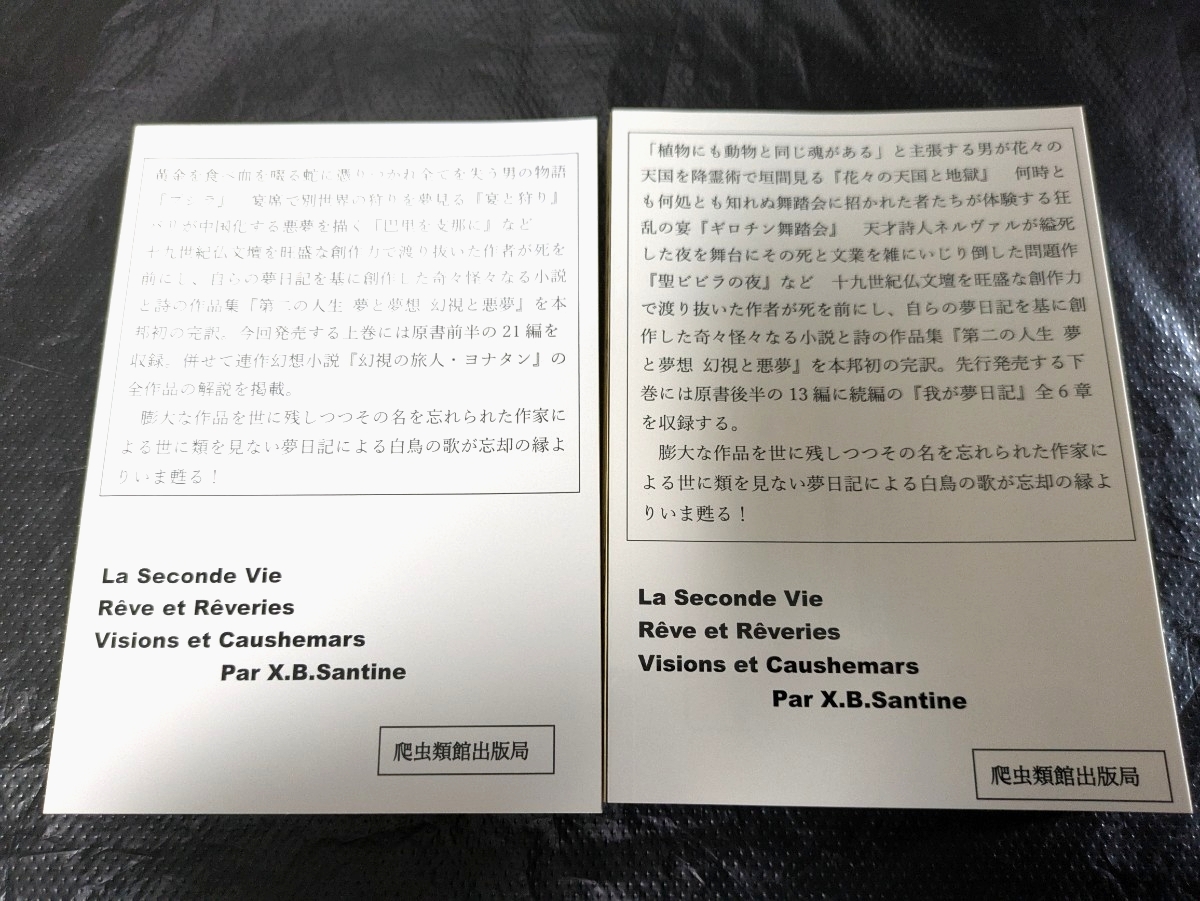 黄金を食べ血を啜る蛇に憑りつかれ全てを失う男の物語
宴席で別世界の狩りを夢見る『宴と狩り』
パリが中国化する悪夢を描く『巴里を支那に』など
十九世紀仏文壇を旺盛な創作力で渡り抜いた作者が死を
前にし、自らの夢日記を基に創作した奇々怪々なる小説
と詩の作品集『第二の人生 夢と夢想 幻視と悪夢』を本
邦初の完訳。今回発売する上巻には原書前半の 21 編を
収録。併せて連作幻想小説『幻視の旅人・ヨナタン』の
全作品の解説を掲載。
膨大な作品を世に残しつつその名を忘れられた作家に
よる世に類を見ない夢日記による白鳥の歌が忘却の縁よ
りいま甦る!
La Seconde Vie
Rêve et Rêveries
Visions et Caushemars
Par X.B.Santine
爬虫類館出版局
「植物にも動物と同じ魂がある」と主張する男が花々の
天国を降霊術で垣間見る『花々の天国と地獄』 何時と
も何処とも知れぬ舞踏会に招かれた者たちが体験する狂
乱の宴『ギロチン舞踏会』 天才詩人ネルヴァルが縊死
した夜を舞台にその死と文業を雑にいじり倒した問題作
『聖ビビラの夜』など 十九世紀仏文壇を旺盛な創作力
で渡り抜いた作者が死を前にし、自らの夢日記を基に創
作した奇々怪々なる小説と詩の作品集『第二の人生 夢
と夢想 幻視と悪夢』を本邦初の完訳。先行発売する下
巻には原書後半の 13 編に続編の『我が夢日記』全 6 章
を収録する。
膨大な作品を世に残しつつその名を忘れられた作家に
よる世に類を見ない夢日記による白鳥の歌が忘却の縁よ
りいま甦る!
La Seconde Vie
Rêve et Rêveries
Visions et Caushemars
Par X.B.Santine
爬虫類館出版局